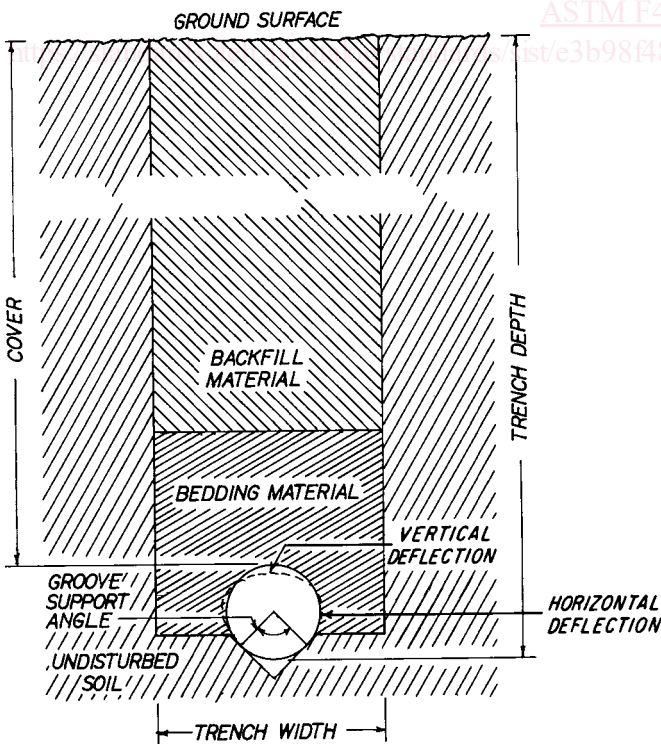 GROUND SURFACE
ASTM F4
COVER
TRENCH DEPTH
BACKFILL
MATERIAL
BEDDING MATERIAL
VERTICAL
DEFLECTION
GROOVE
SUPPORT
ANGLE
HORIZONTAL
DEFLECTION
UNDISTURBED
SOIL
TRENCH WIDTH